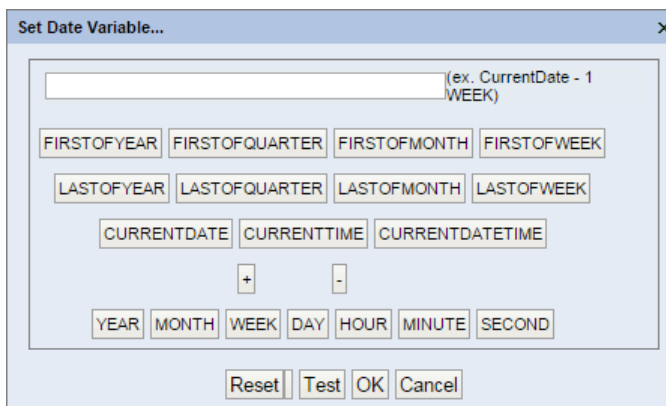 Set Date Variable... x
(ex. CurrentDate - 1
WEEK)
FIRSTOFYEAR FIRSTOFQUARTER FIRSTOFMONTH FIRSTOFWEEK
LASTOFYEAR LASTOFQUARTER LASTOFMONTH LASTOFWEEK
CURRENTDATE CURRENTTIME CURRENTDATETIME
+ -
YEAR MONTH WEEK DAY HOUR MINUTE SECOND
Reset Test OK Cancel